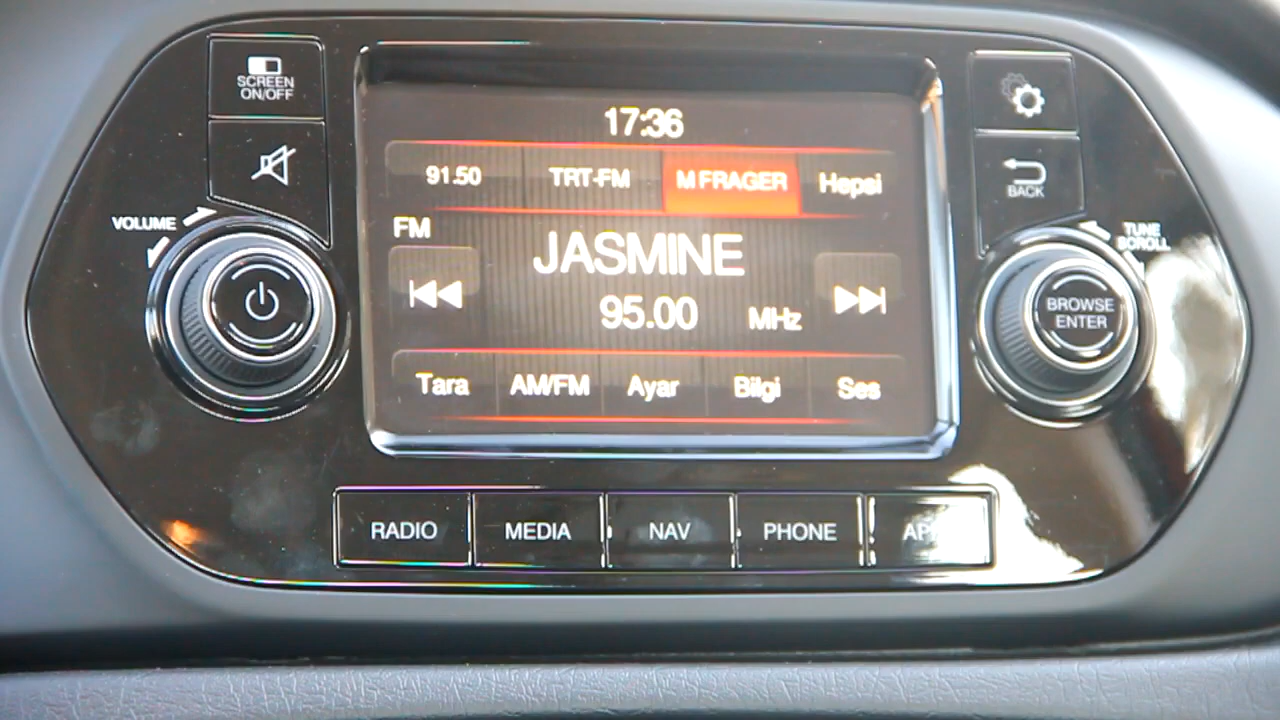 SCREEN
ON/OFF
17:36
91.50 TRT-FM M FRAGER Hepsi
BACK
VOLUME
FM
TUNE
SCROLL
JASMINE
95.00 MHz
BROWSE
ENTER
Tara AM/FM Ayar Bilgi Ses
RADIO MEDIA NAV PHONE